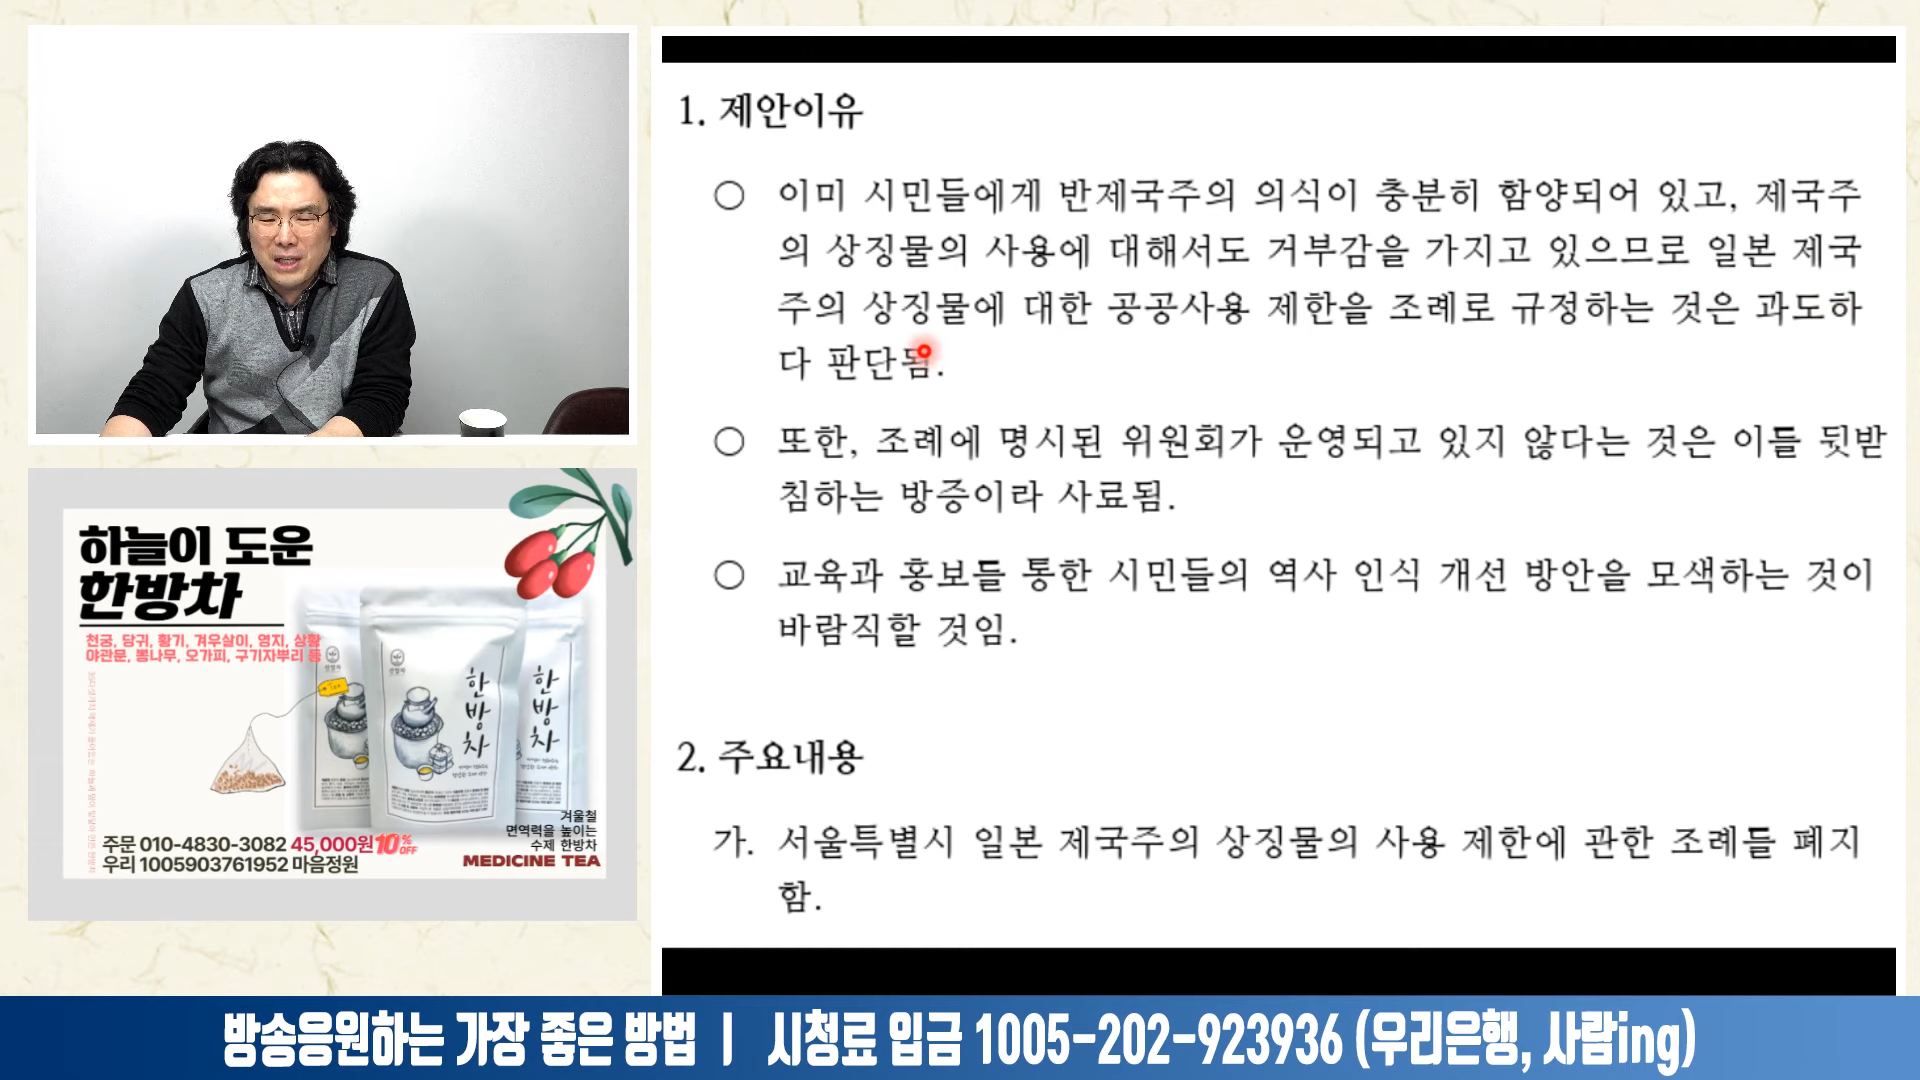 1. 제안이유
○ 이미 시민들에게 반제국주의 의식이 충분히 함양되어 있고, 제국주
의 상징물의 사용에 대해서도 거부감을 가지고 있으므로 일본 제국
주의 상징물에 대한 공공사용 제한을 조례로 규정하는 것은 과도하
다 판단됨.
○ 또한, 조례에 명시된 위원회가 운영되고 있지 않다는 것은 이를 뒷받
침하는 방증이라 사료됨.
○ 교육과 홍보를 통한 시민들의 역사 인식 개선 방안을 모색하는 것이
바람직할 것임.
2. 주요내용
가. 서울특별시 일본 제국주의 상징물의 사용 제한에 관한 조례를 폐지
함.
하늘이 도운
한방차
천궁, 당귀, 황기, 겨우살이, 영지, 상황
야관문, 뽕나무, 오가피, 구기자뿌리 등
한방차
한방차
겨울철
면역력을 높이는
수제 한방차
MEDICINE TEA
주문 010-4830-3082 45,000원 10% OFF
우리 1005903761952 마음정원
방송응원하는 가장 좋은 방법 | 시청료 입금 1005-202-923936 (우리은행, 사람ing)